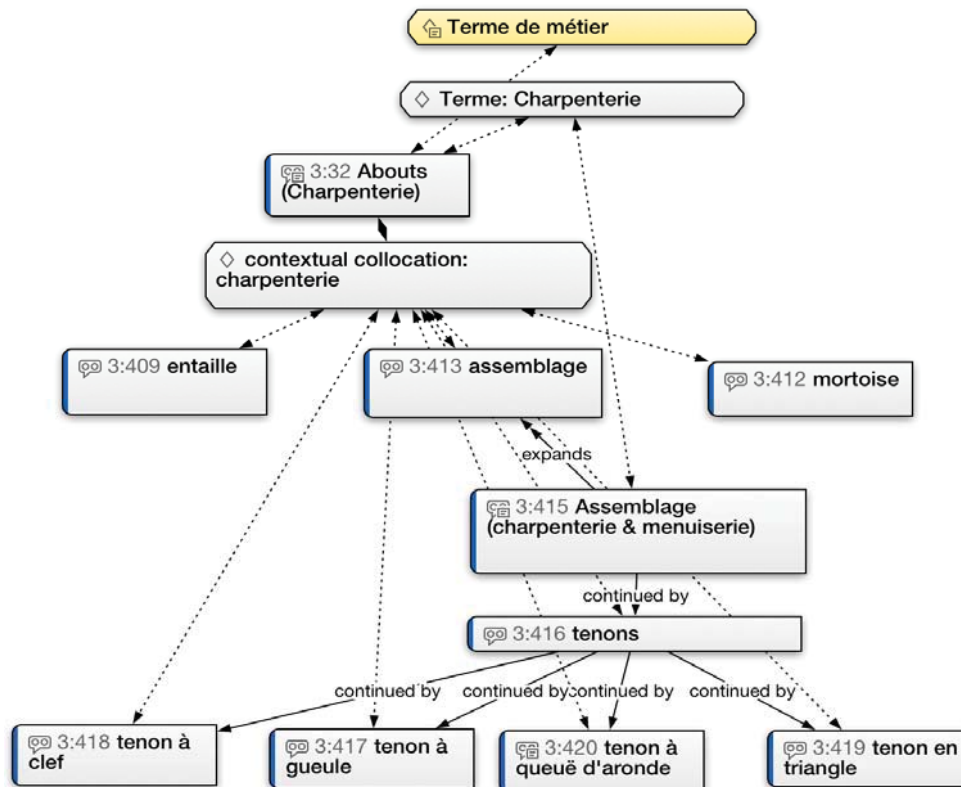 Terme de métier
Terme: Charpenterie
3:32 Abouts
(Charpenterie)
contextual collocation:
charpenterie
3:409 entaille
3:413 assemblage
3:412 mortoise
expands
3:415 Assemblage
(charpenterie & menuiserie)
continued by
3:416 tenons
continued by
continued by
continued by
continued by
3:418 tenon à
clef
3:417 tenon à
gueule
3:420 tenon à
queuë d'aronde
3:419 tenon en
triangle